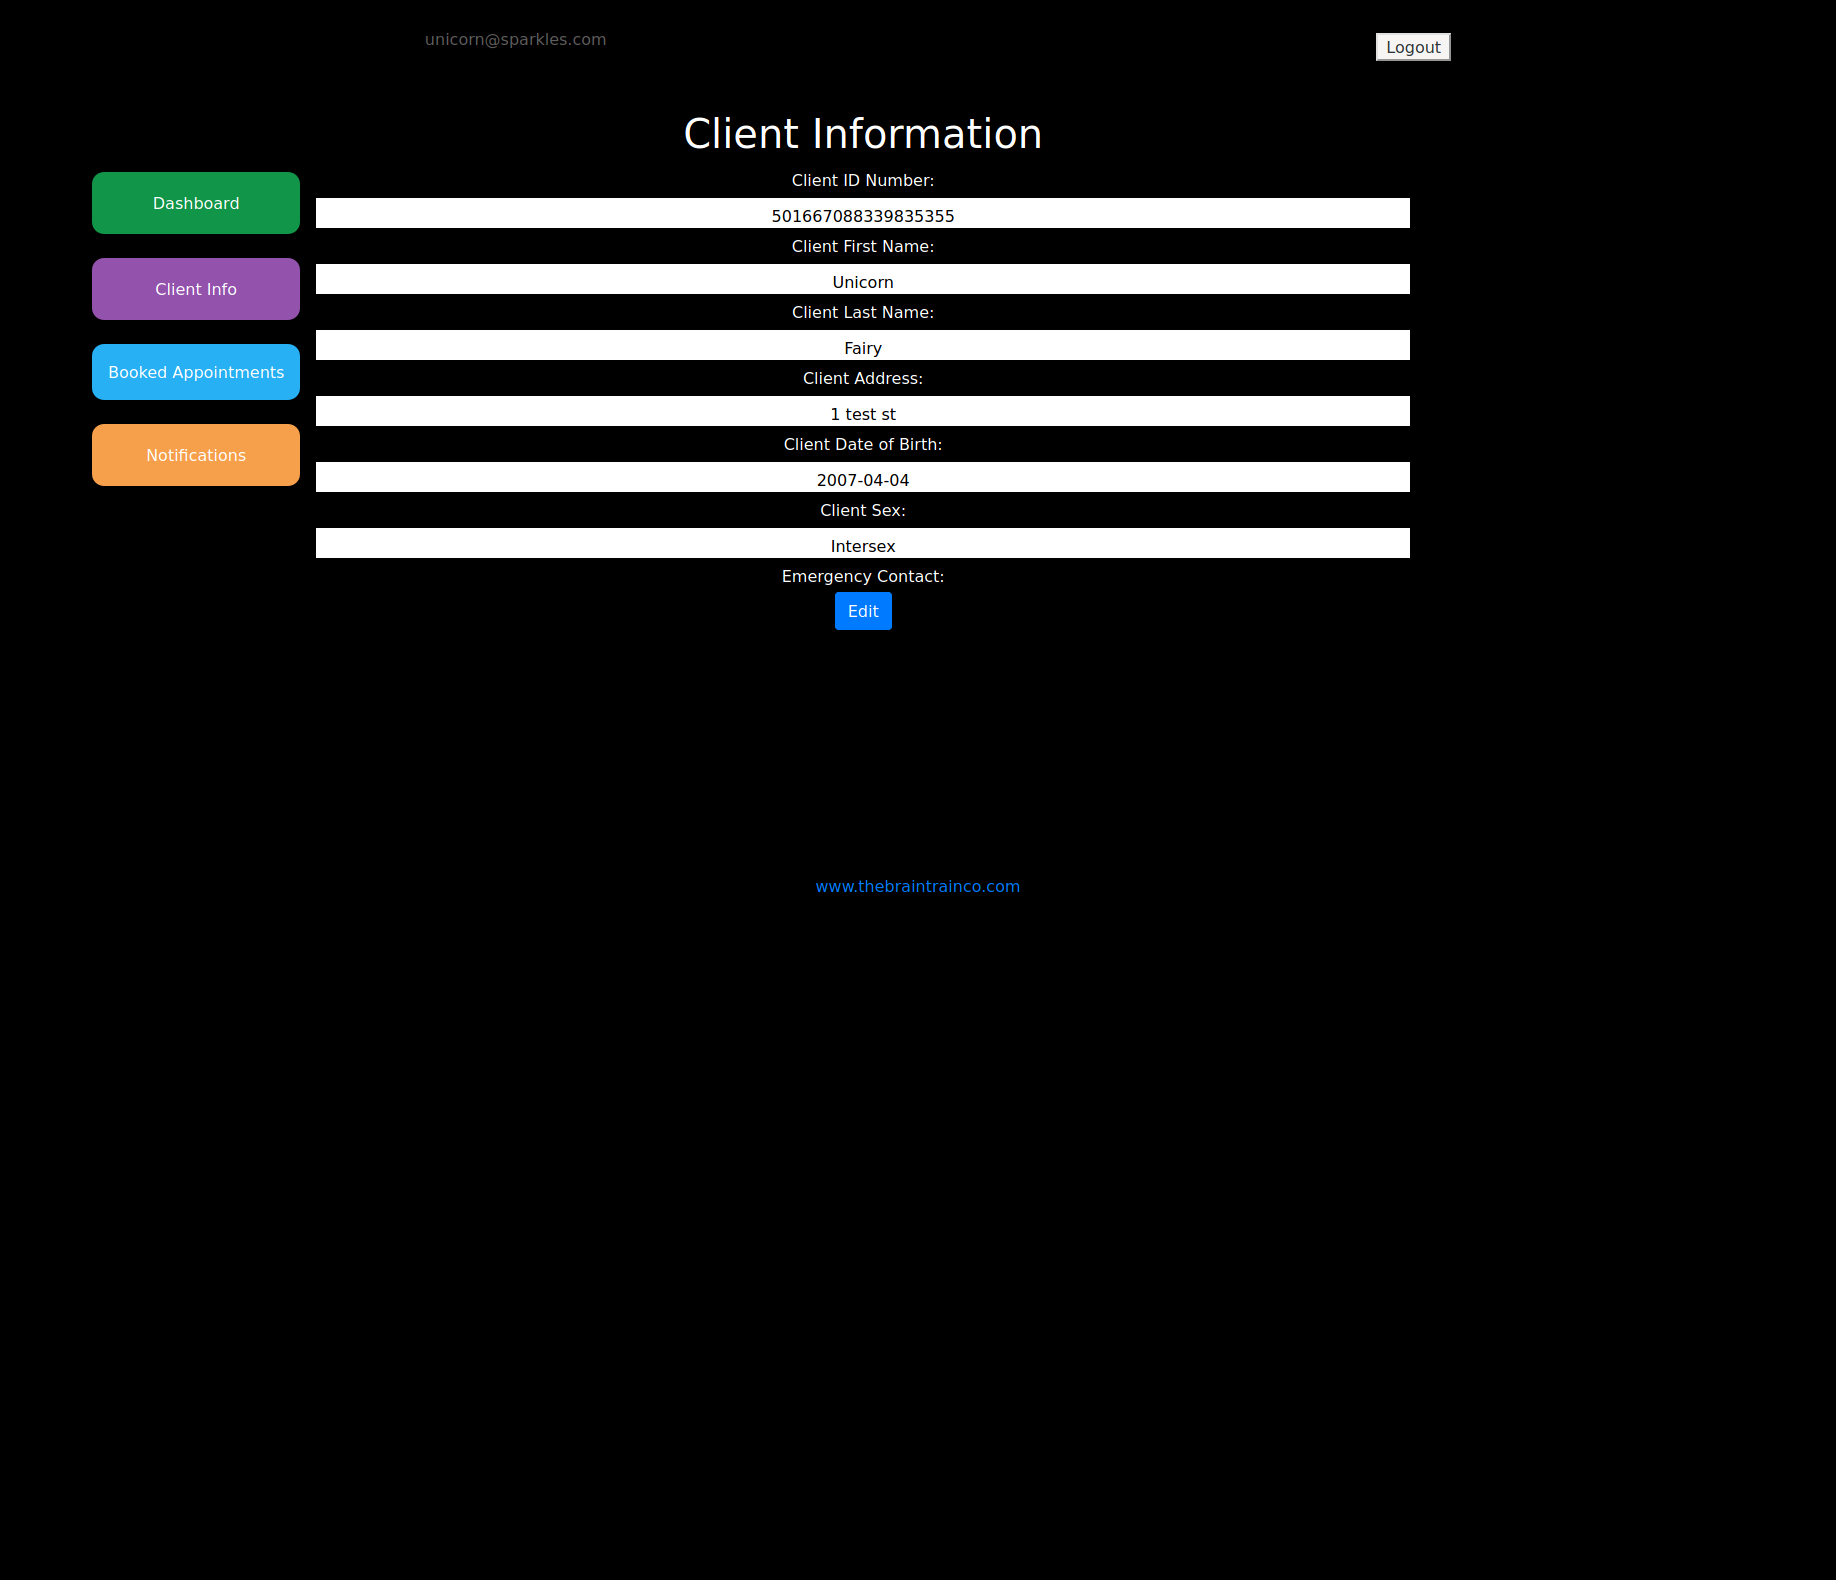 unicorn@sparkles.com
Logout
Client Information
Dashboard
Client Info
Booked Appointments
Notifications
Client ID Number:
501667088339835355
Client First Name:
Unicorn
Client Last Name:
Fairy
Client Address:
1 test st
Client Date of Birth:
2007-04-04
Client Sex:
Intersex
Emergency Contact:
Edit
www.thebraintrainco.com